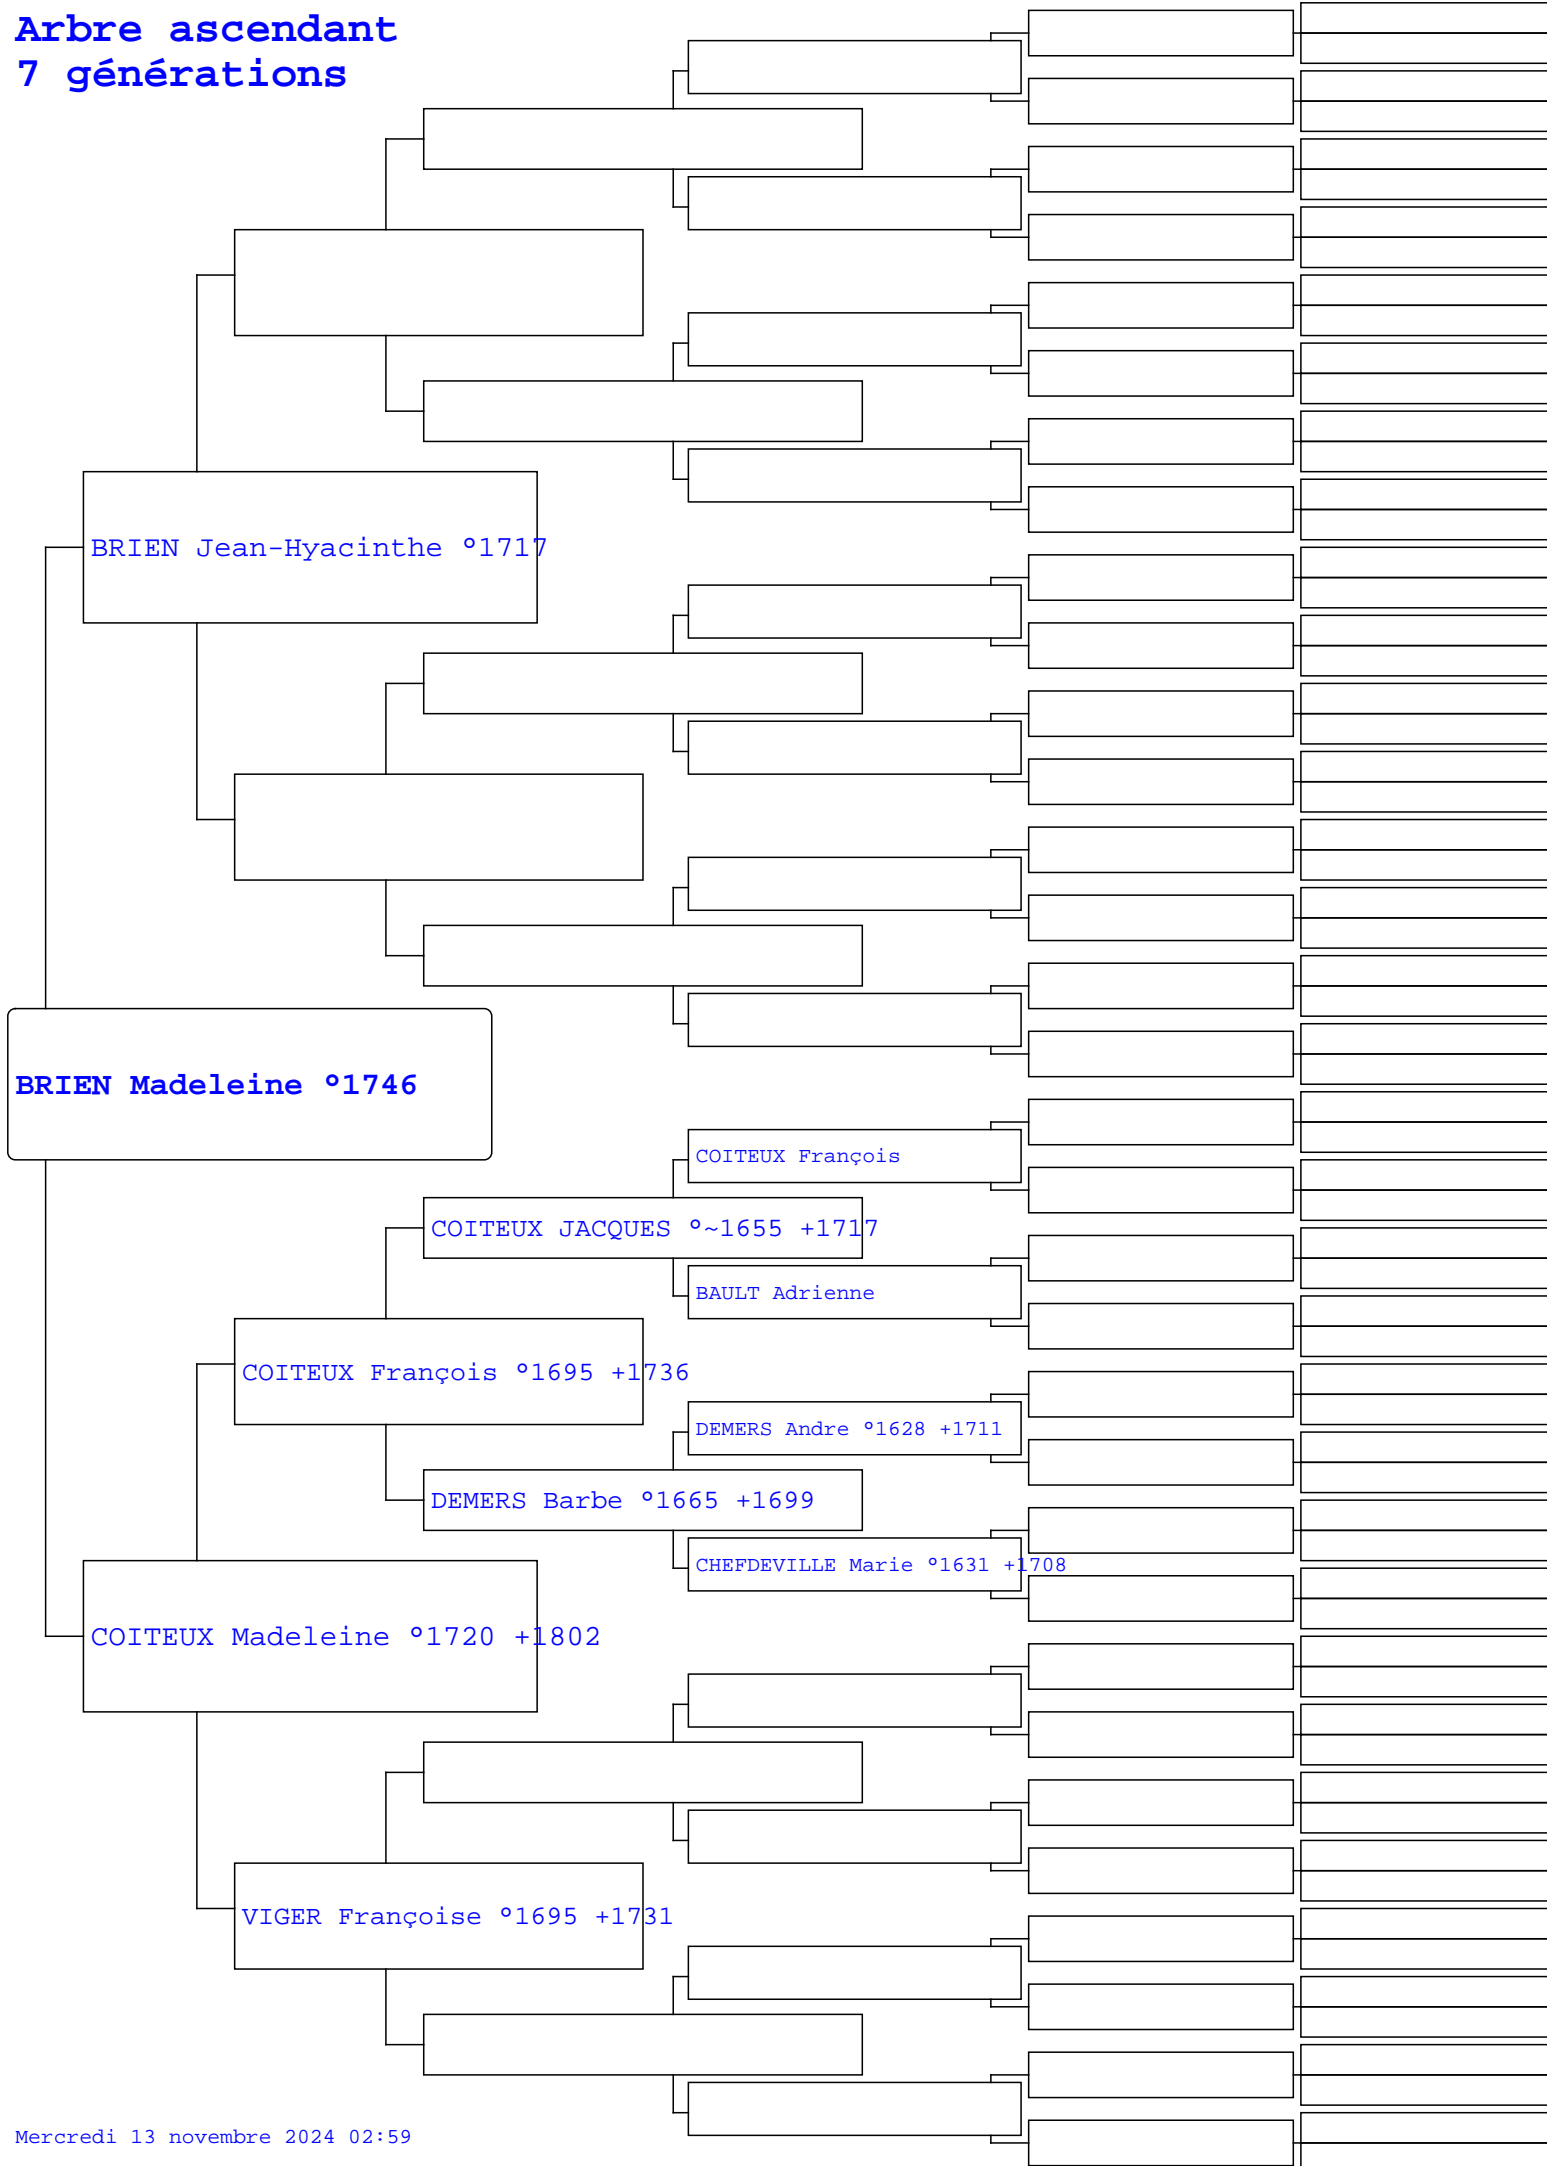 Arbre ascendant
7 générations
BRIEN Jean-Hyacinthe °1717
BRIEN Madeleine °1746
COITEUX François
COITEUX JACQUES °~1655 +1717
BAULT Adrienne
COITEUX François °1695 +1736
DEMERS Andre °1628 +1711
DEMERS Barbe °1665 +1699
CHEFDEVILLE Marie °1631 +1708
COITEUX Madeleine °1720 +1802
VIGER Françoise °1695 +1731
Mercredi 13 novembre 2024 02:59